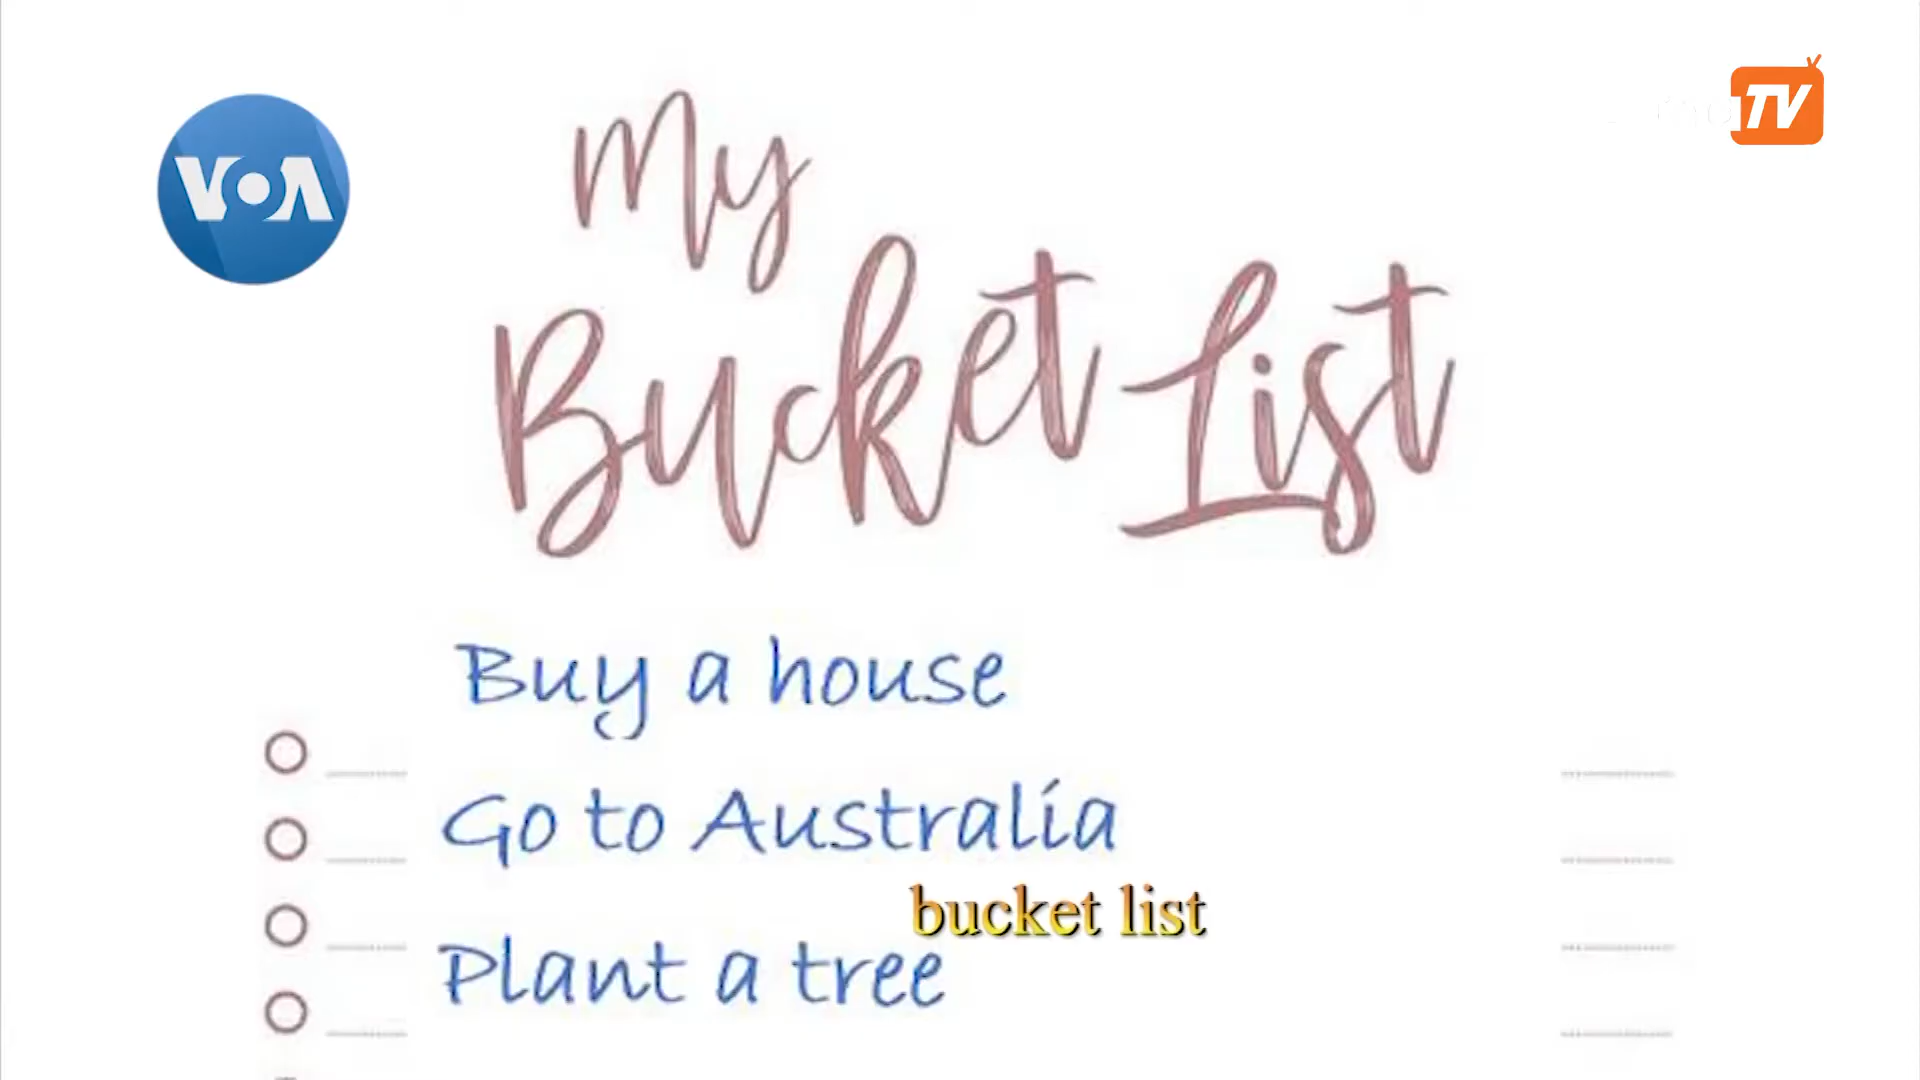 VOA
TV
My
Bucket List
Buy a house
Go to Australia
bucket list
Plant a tree